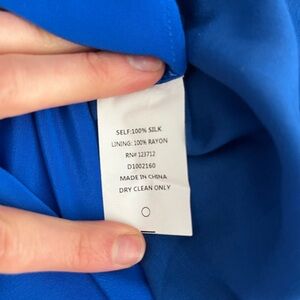 SELF:100% SILK
LINING: 100% RAYON
RN# 123712
D1002160
MADE IN CHINA
DRY CLEAN ONLY